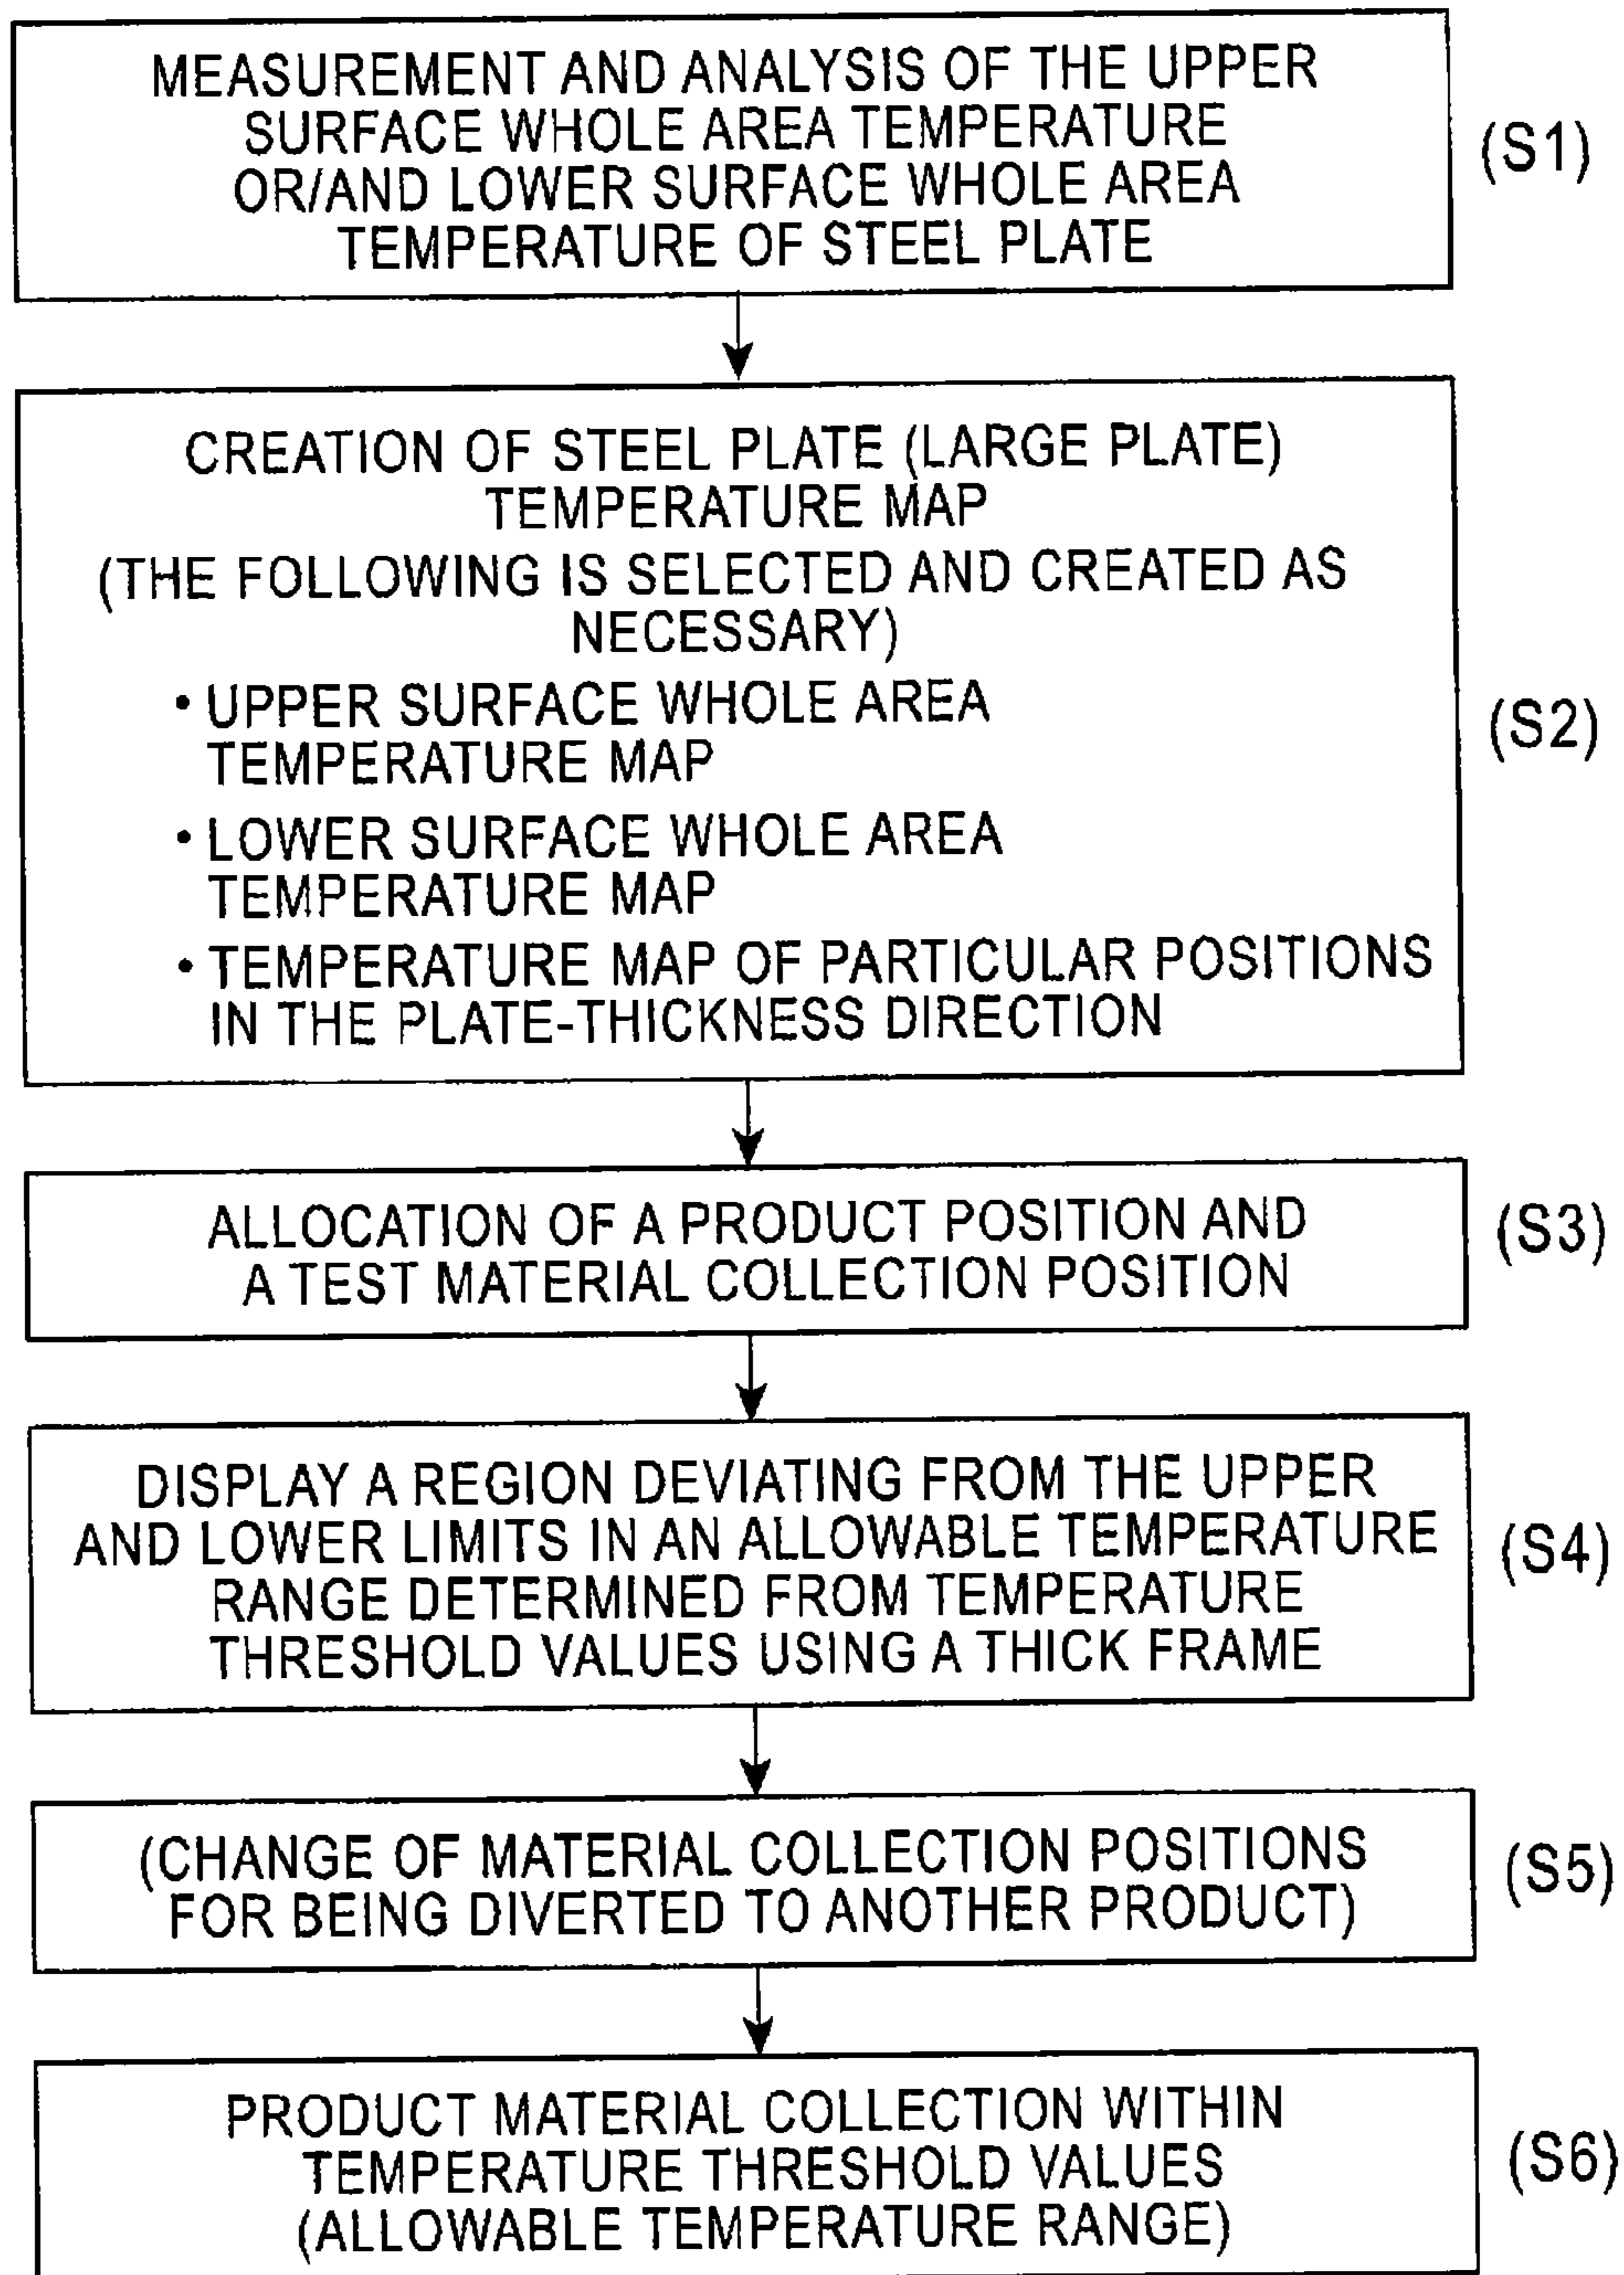 MEASUREMENT AND ANALYSIS OF THE UPPER
SURFACE WHOLE AREA TEMPERATURE
OR/AND LOWER SURFACE WHOLE AREA
TEMPERATURE OF STEEL PLATE
(S1)
CREATION OF STEEL PLATE (LARGE PLATE)
TEMPERATURE MAP
(THE FOLLOWING IS SELECTED AND CREATED AS
NECESSARY)
• UPPER SURFACE WHOLE AREA
TEMPERATURE MAP
• LOWER SURFACE WHOLE AREA
TEMPERATURE MAP
• TEMPERATURE MAP OF PARTICULAR POSITIONS
IN THE PLATE-THICKNESS DIRECTION
(S2)
ALLOCATION OF A PRODUCT POSITION AND
A TEST MATERIAL COLLECTION POSITION
(S3)
DISPLAY A REGION DEVIATING FROM THE UPPER
AND LOWER LIMITS IN AN ALLOWABLE TEMPERATURE
RANGE DETERMINED FROM TEMPERATURE
THRESHOLD VALUES USING A THICK FRAME
(S4)
(CHANGE OF MATERIAL COLLECTION POSITIONS
FOR BEING DIVERTED TO ANOTHER PRODUCT)
(S5)
PRODUCT MATERIAL COLLECTION WITHIN
TEMPERATURE THRESHOLD VALUES
(ALLOWABLE TEMPERATURE RANGE)
(S6)